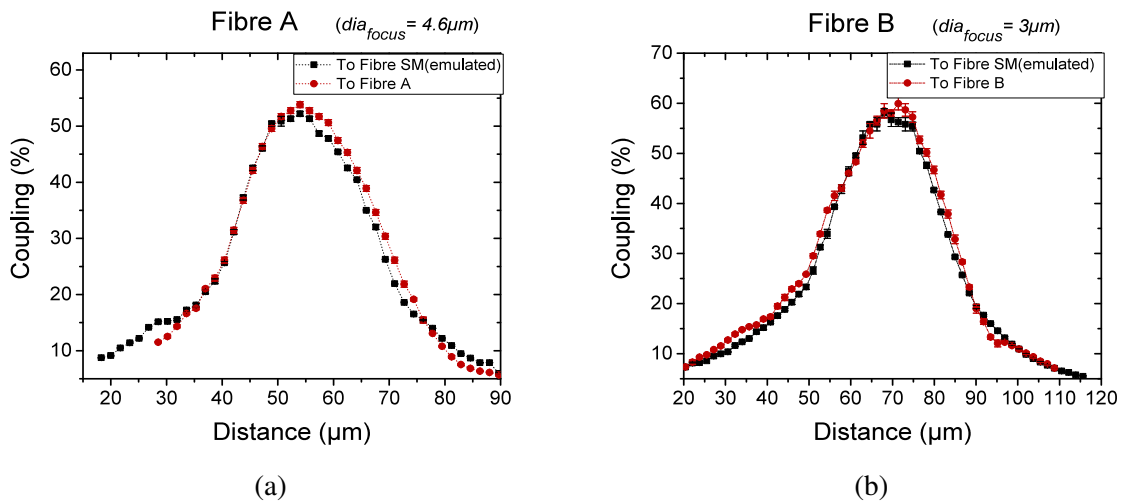 Fibre A (dia_focus = 4.6µm)
To Fibre SM(emulated)
To Fibre A
60
50
40
30
20
10
Coupling (%)
20 30 40 50 60 70 80 90
Distance (µm)
(a)
Fibre B (dia_focus = 3µm)
To Fibre SM(emulated)
To Fibre B
70
60
50
40
30
20
10
Coupling (%)
20 30 40 50 60 70 80 90 100 110 120
Distance (µm)
(b)